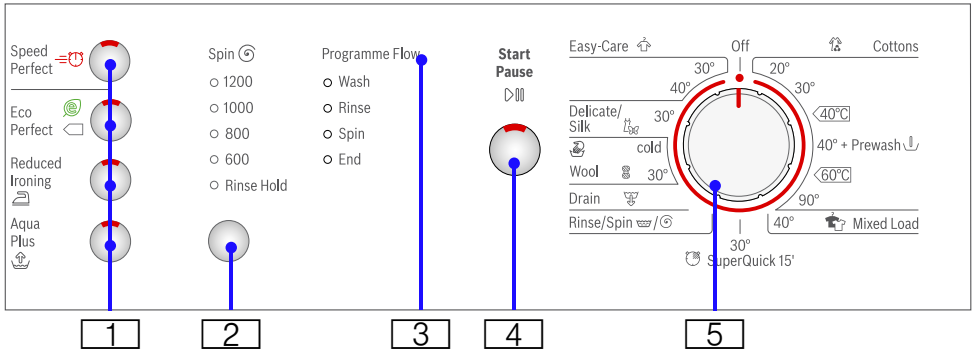 Speed
Perfect
Eco
Perfect
Reduced
Ironing
Aqua
Plus
Spin
1200
1000
800
600
Rinse Hold
Programme Flow
Wash
Rinse
Spin
End
Start
Pause
Easy-Care
Off
Cottons
30°
20°
40°
30°
Delicate/
Silk
30°
40°C
cold
40° + Prewash
Wool
30°
60°C
Drain
90°
Rinse/Spin
/
40°
Mixed Load
30°
SuperQuick 15'
1
2
3
4
5